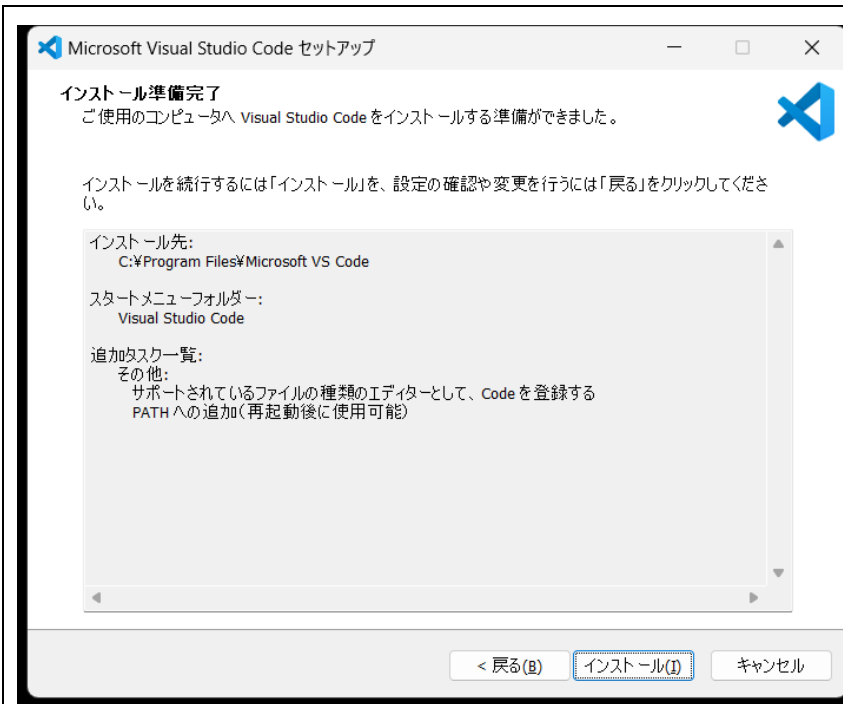 Microsoft Visual Studio Code セットアップ
インストール準備完了
ご使用のコンピュータへ Visual Studio Code をインストールする準備ができました。
インストールを続行するには「インストール」を、設定の確認や変更を行うには「戻る」をクリックしてくださ
い。
インストール先:
C:¥Program Files¥Microsoft VS Code
スタートメニューフォルダー:
Visual Studio Code
追加タスク一覧:
その他:
サポートされているファイルの種類のエディターとして、Code を登録する
PATH への追加(再起動後に使用可能)
< 戻る(B) インストール(I) キャンセル